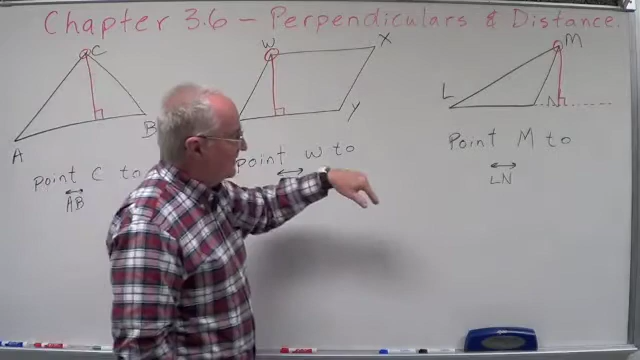 Chapter 3.6 - Perpendiculars & Distance.
C
A
B
Point C to
AB
W
X
Y
Point W to
M
L
N
Point M to
LN